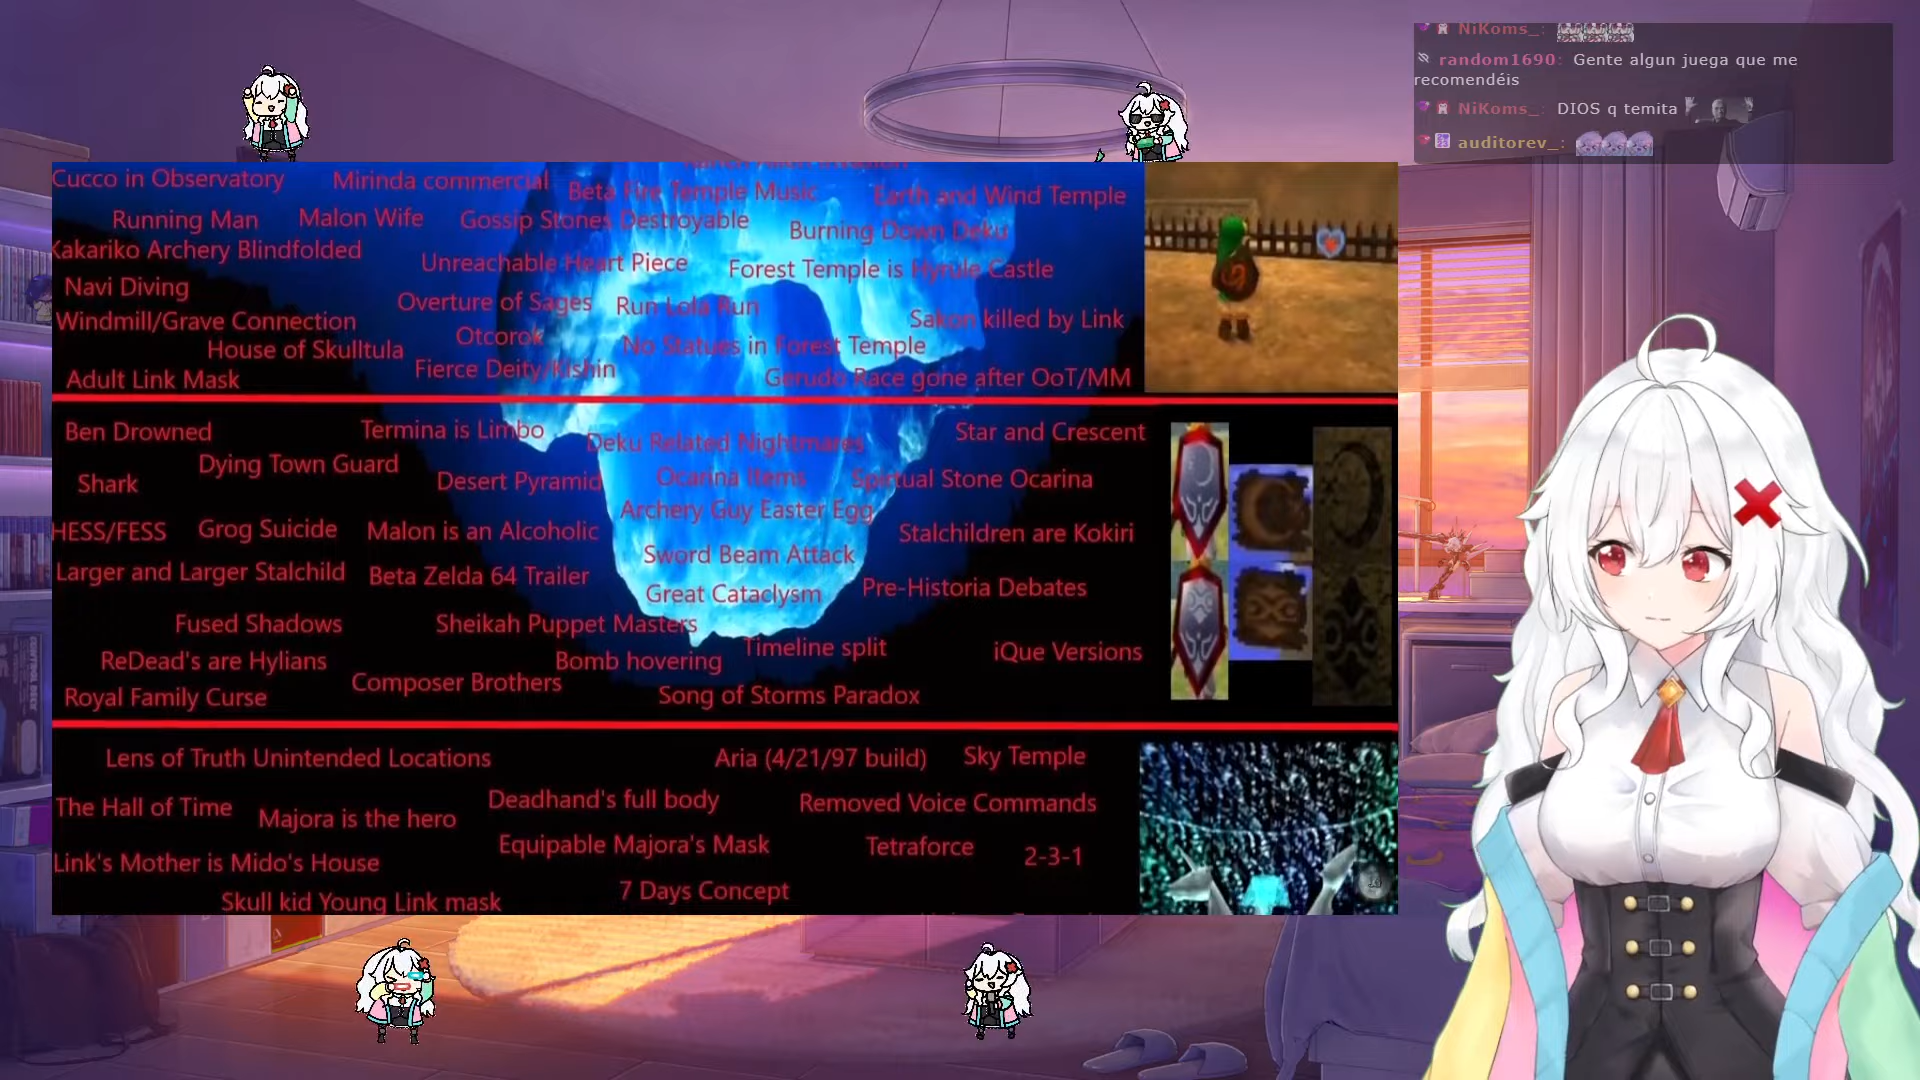 NiKoms_:
random1690: Gente algun juega que me
recomendéis
NiKoms_: DIOS q temita
auditorev_:
Cucco in Observatory
Mirinda commercial
Beta Fire Temple Music
Earth and Wind Temple
Running Man
Malon Wife
Gossip Stones Destroyable
Burning Down Deku
Kakariko Archery Blindfolded
Unreachable Heart Piece
Forest Temple is Hyrule Castle
Navi Diving
Overture of Sages
Run Lola Run
Windmill/Grave Connection
Sakon killed by Link
Otcorok
House of Skulltula
No Statues in Forest Temple
Fierce Deity/Kishin
Adult Link Mask
Gerudo Race gone after OoT/MM
Ben Drowned
Termina is Limbo
Deku Related Nightmares
Star and Crescent
Dying Town Guard
Shark
Desert Pyramid
Ocarina Items
Spiritual Stone Ocarina
Archery Guy Easter Egg
HESS/FESS
Grog Suicide
Malon is an Alcoholic
Stalchildren are Kokiri
Sword Beam Attack
Larger and Larger Stalchild
Beta Zelda 64 Trailer
Great Cataclysm
Pre-Historia Debates
Fused Shadows
Sheikah Puppet Masters
Timeline split
iQue Versions
ReDead's are Hylians
Bomb hovering
Composer Brothers
Royal Family Curse
Song of Storms Paradox
Lens of Truth Unintended Locations
Aria (4/21/97 build)
Sky Temple
The Hall of Time
Majora is the hero
Deadhand's full body
Removed Voice Commands
Equipable Majora's Mask
Tetraforce
2-3-1
Link's Mother is Mido's House
7 Days Concept
Skull kid Young Link mask